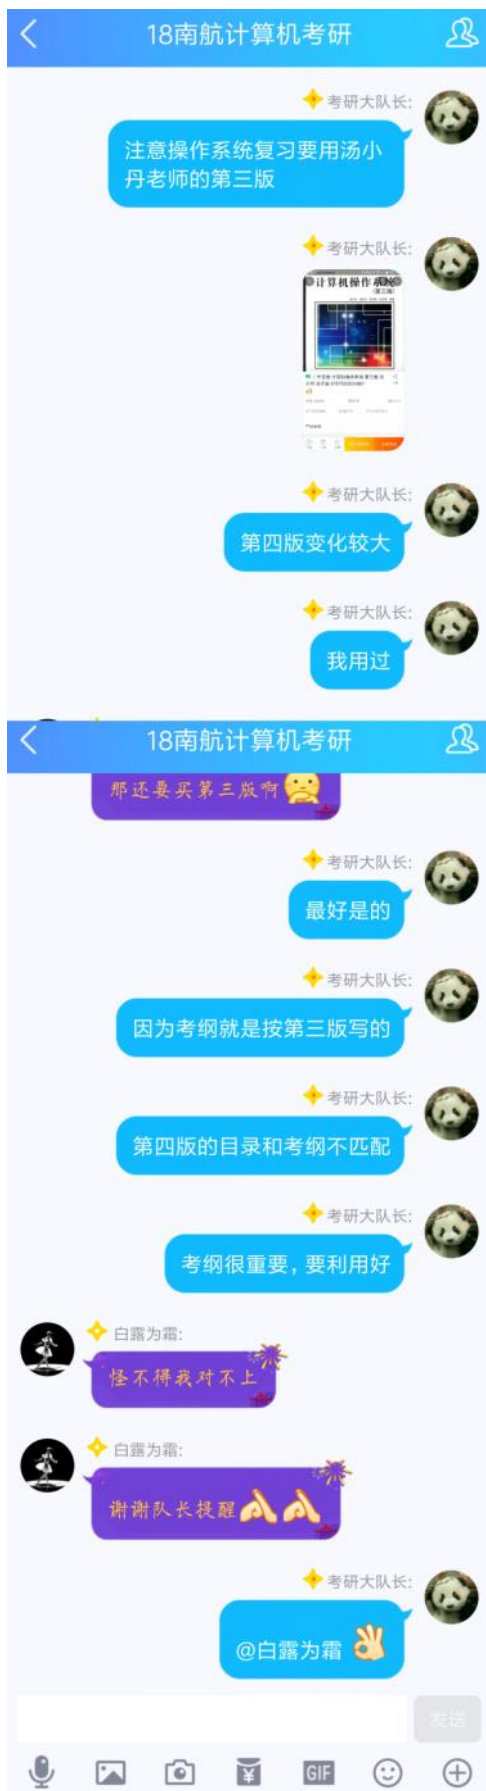 18南航计算机考研
考研大队长:
注意操作系统复习要用汤小
丹老师的第三版
考研大队长:
计算机操作系统
(第三版)
考研大队长:
第四版变化较大
考研大队长:
我用过
18南航计算机考研
那还要买第三版啊
考研大队长:
最好是的
考研大队长:
因为考纲就是按第三版写的
考研大队长:
第四版的目录和考纲不匹配
考研大队长:
考纲很重要，要利用好
白露为霜:
怪不得我对不上
白露为霜:
谢谢队长提醒
考研大队长:
@白露为霜
发送
GIF